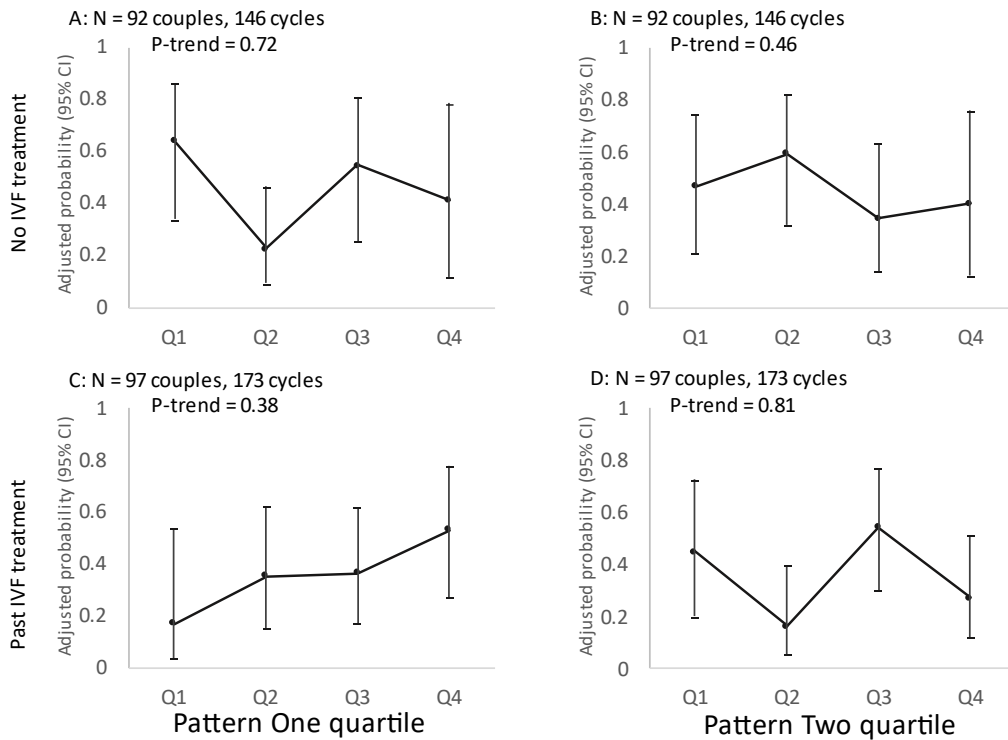 A: N = 92 couples, 146 cycles
P-trend = 0.72
No IVF treatment
Adjusted probability (95% CI)
1
0.8
0.6
0.4
0.2
0
Q1 Q2 Q3 Q4
B: N = 92 couples, 146 cycles
P-trend = 0.46
Adjusted probability (95% CI)
1
0.8
0.6
0.4
0.2
0
Q1 Q2 Q3 Q4
C: N = 97 couples, 173 cycles
P-trend = 0.38
Past IVF treatment
Adjusted probability (95% CI)
1
0.8
0.6
0.4
0.2
0
Q1 Q2 Q3 Q4
Pattern One quartile
D: N = 97 couples, 173 cycles
P-trend = 0.81
Adjusted probability (95% CI)
1
0.8
0.6
0.4
0.2
0
Q1 Q2 Q3 Q4
Pattern Two quartile